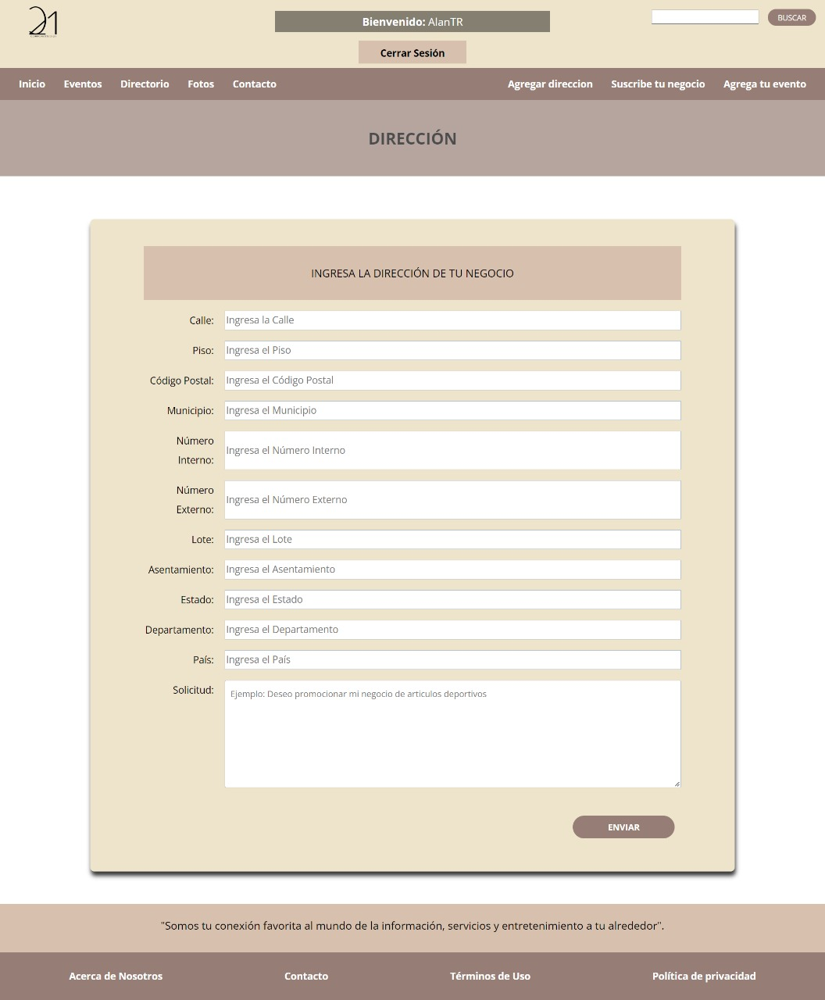 21
Bienvenido: AlanTR
BUSCAR
Cerrar Sesión
Inicio Eventos Directorio Fotos Contacto Agregar direccion Suscribe tu negocio Agrega tu evento
DIRECCIÓN
INGRESA LA DIRECCIÓN DE TU NEGOCIO
Calle: Ingresa la Calle
Piso: Ingresa el Piso
Código Postal: Ingresa el Código Postal
Municipio: Ingresa el Municipio
Número
Interno: Ingresa el Número Interno
Número
Externo: Ingresa el Número Externo
Lote: Ingresa el Lote
Asentamiento: Ingresa el Asentamiento
Estado: Ingresa el Estado
Departamento: Ingresa el Departamento
País: Ingresa el País
Solicitud: Ejemplo: Deseo promocionar mi negocio de articulos deportivos
ENVIAR
"Somos tu conexión favorita al mundo de la información, servicios y entretenimiento a tu alrededor".
Acerca de Nosotros Contacto Términos de Uso Política de privacidad